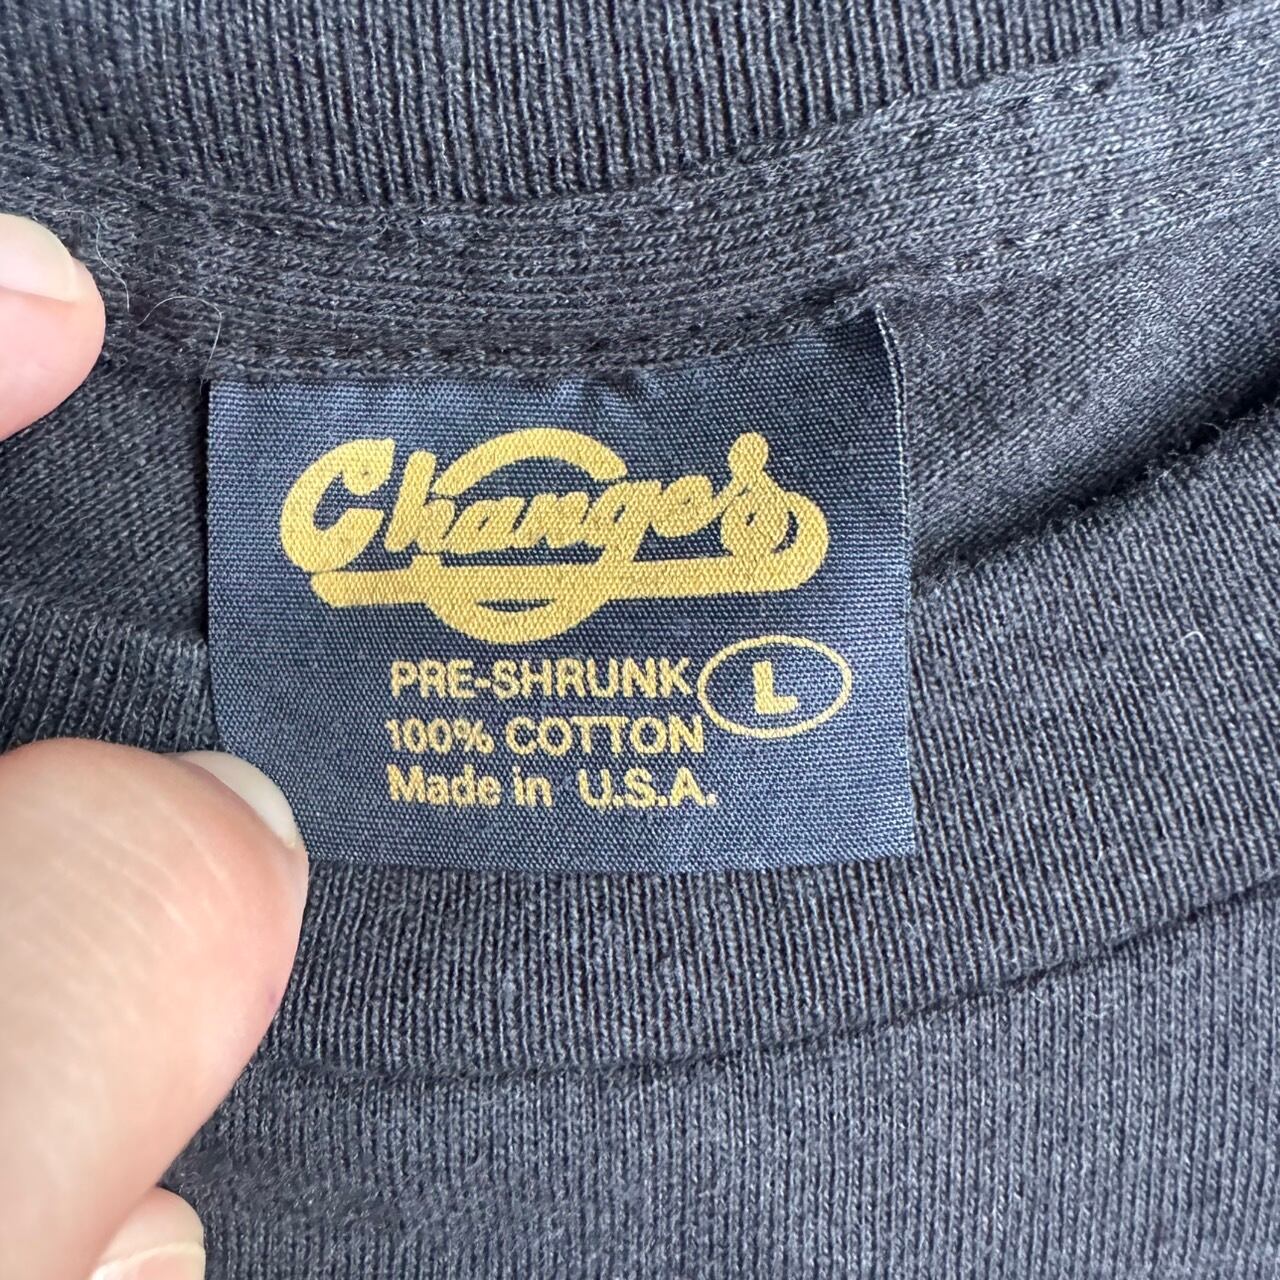 Changes
PRE-SHRUNK
L
100% COTTON
Made in U.S.A.